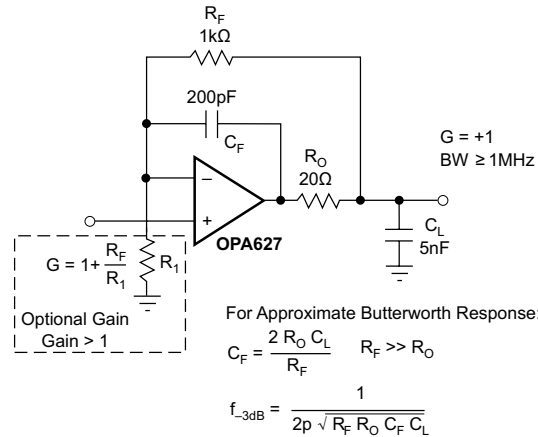 R_F
1kΩ
200pF
C_F
R_O
20Ω
G = +1
BW ≥ 1MHz
–
+
OPA627
C_L
5nF
G = 1+ R_F/R_1
R_1
Optional Gain
Gain > 1
For Approximate Butterworth Response:
C_F = 2 R_O C_L / R_F    R_F >> R_O
f_–3dB = 1 / 2p √ R_F R_O C_F C_L